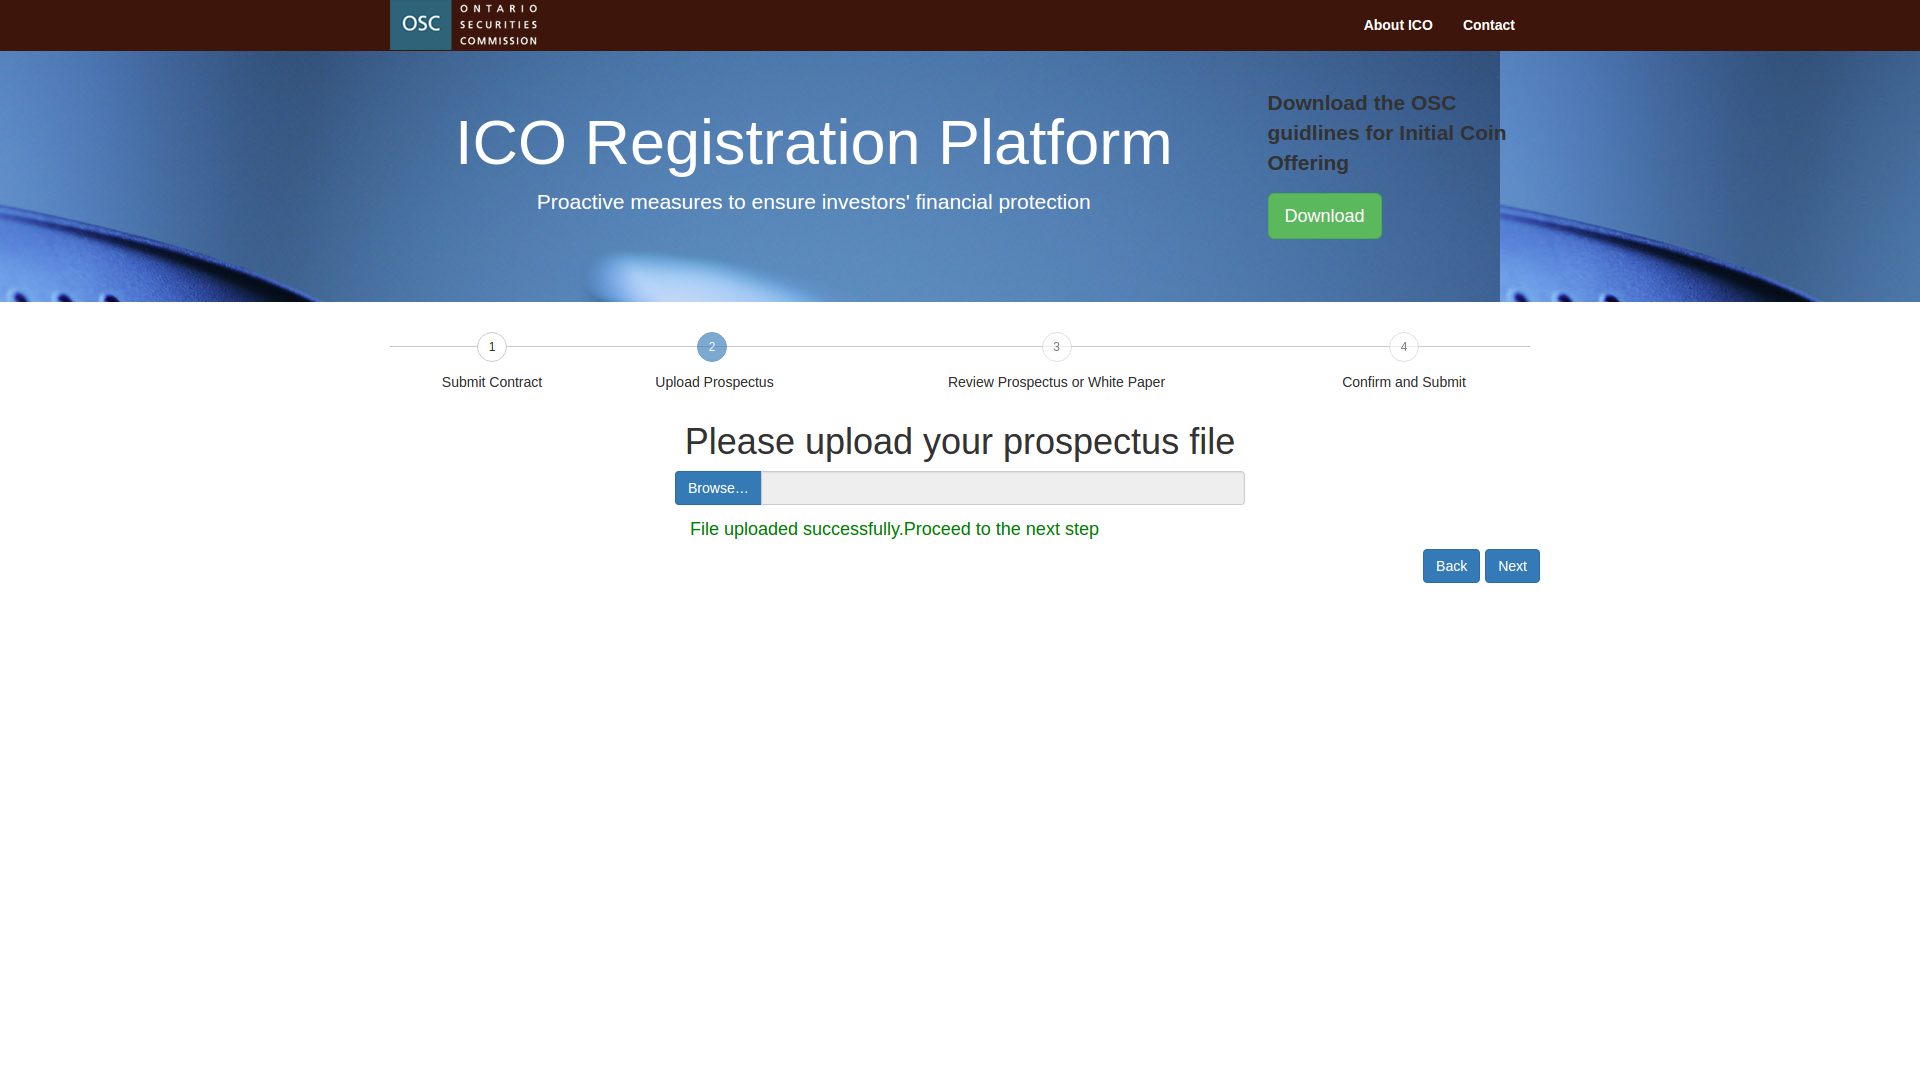 OSC
ONTARIO
SECURITIES
COMMISSION
About ICO Contact
ICO Registration Platform
Proactive measures to ensure investors' financial protection
Download the OSC
guidlines for Initial Coin
Offering
Download
1 2 3 4
Submit Contract Upload Prospectus Review Prospectus or White Paper Confirm and Submit
Please upload your prospectus file
Browse…
File uploaded successfully.Proceed to the next step
Back Next